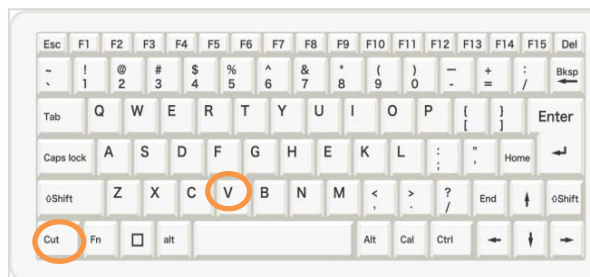 Esc F1 F2 F3 F4 F5 F6 F7 F8 F9 F10 F11 F12 F13 F14 F15 Del
~ ! @ # $ % ^ & * ( ) — + : Bksp
` 1 2 3 4 5 6 7 8 9 0 - = /
Tab Q W E R T Y U I O P { } Enter
[ ]
Caps lock A S D F G H E K L : " Home
; '
⇧Shift Z X C V B N M < > ? End ⇧Shift
, . /
Cut Fn alt Alt Cal Ctrl